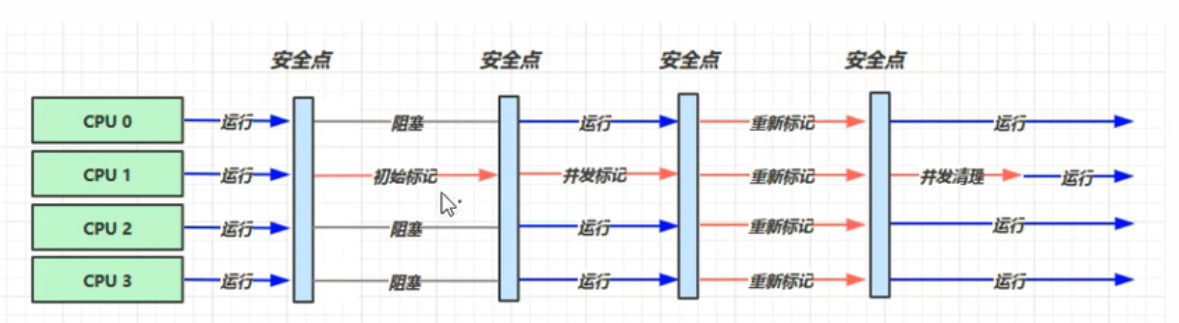 安全点 安全点 安全点 安全点
CPU 0 运行 阻塞 运行 重新标记 运行
CPU 1 运行 初始标记 并发标记 重新标记 并发清理 运行
CPU 2 运行 阻塞 运行 重新标记 运行
CPU 3 运行 阻塞 运行 重新标记 运行